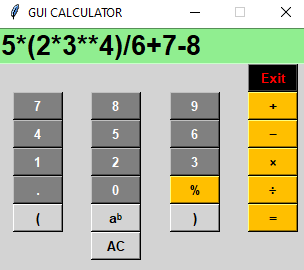 GUI CALCULATOR
5*(2*3**4)/6+7-8
Exit
7 8 9 +
4 5 6 −
1 2 3 ×
. 0 % ÷
( aᵇ ) =
AC